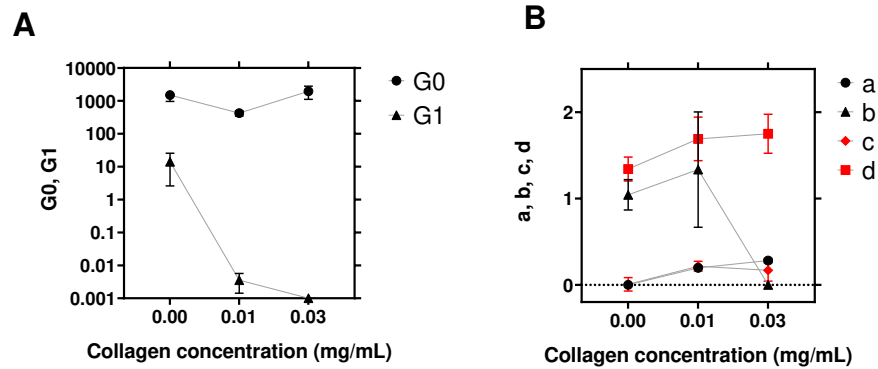 A
G0, G1
10000
1000
100
10
1
0.1
0.01
0.001
0.00 0.01 0.03
Collagen concentration (mg/mL)
G0
G1
B
a, b, c, d
2
1
0
0.00 0.01 0.03
Collagen concentration (mg/mL)
a
b
c
d